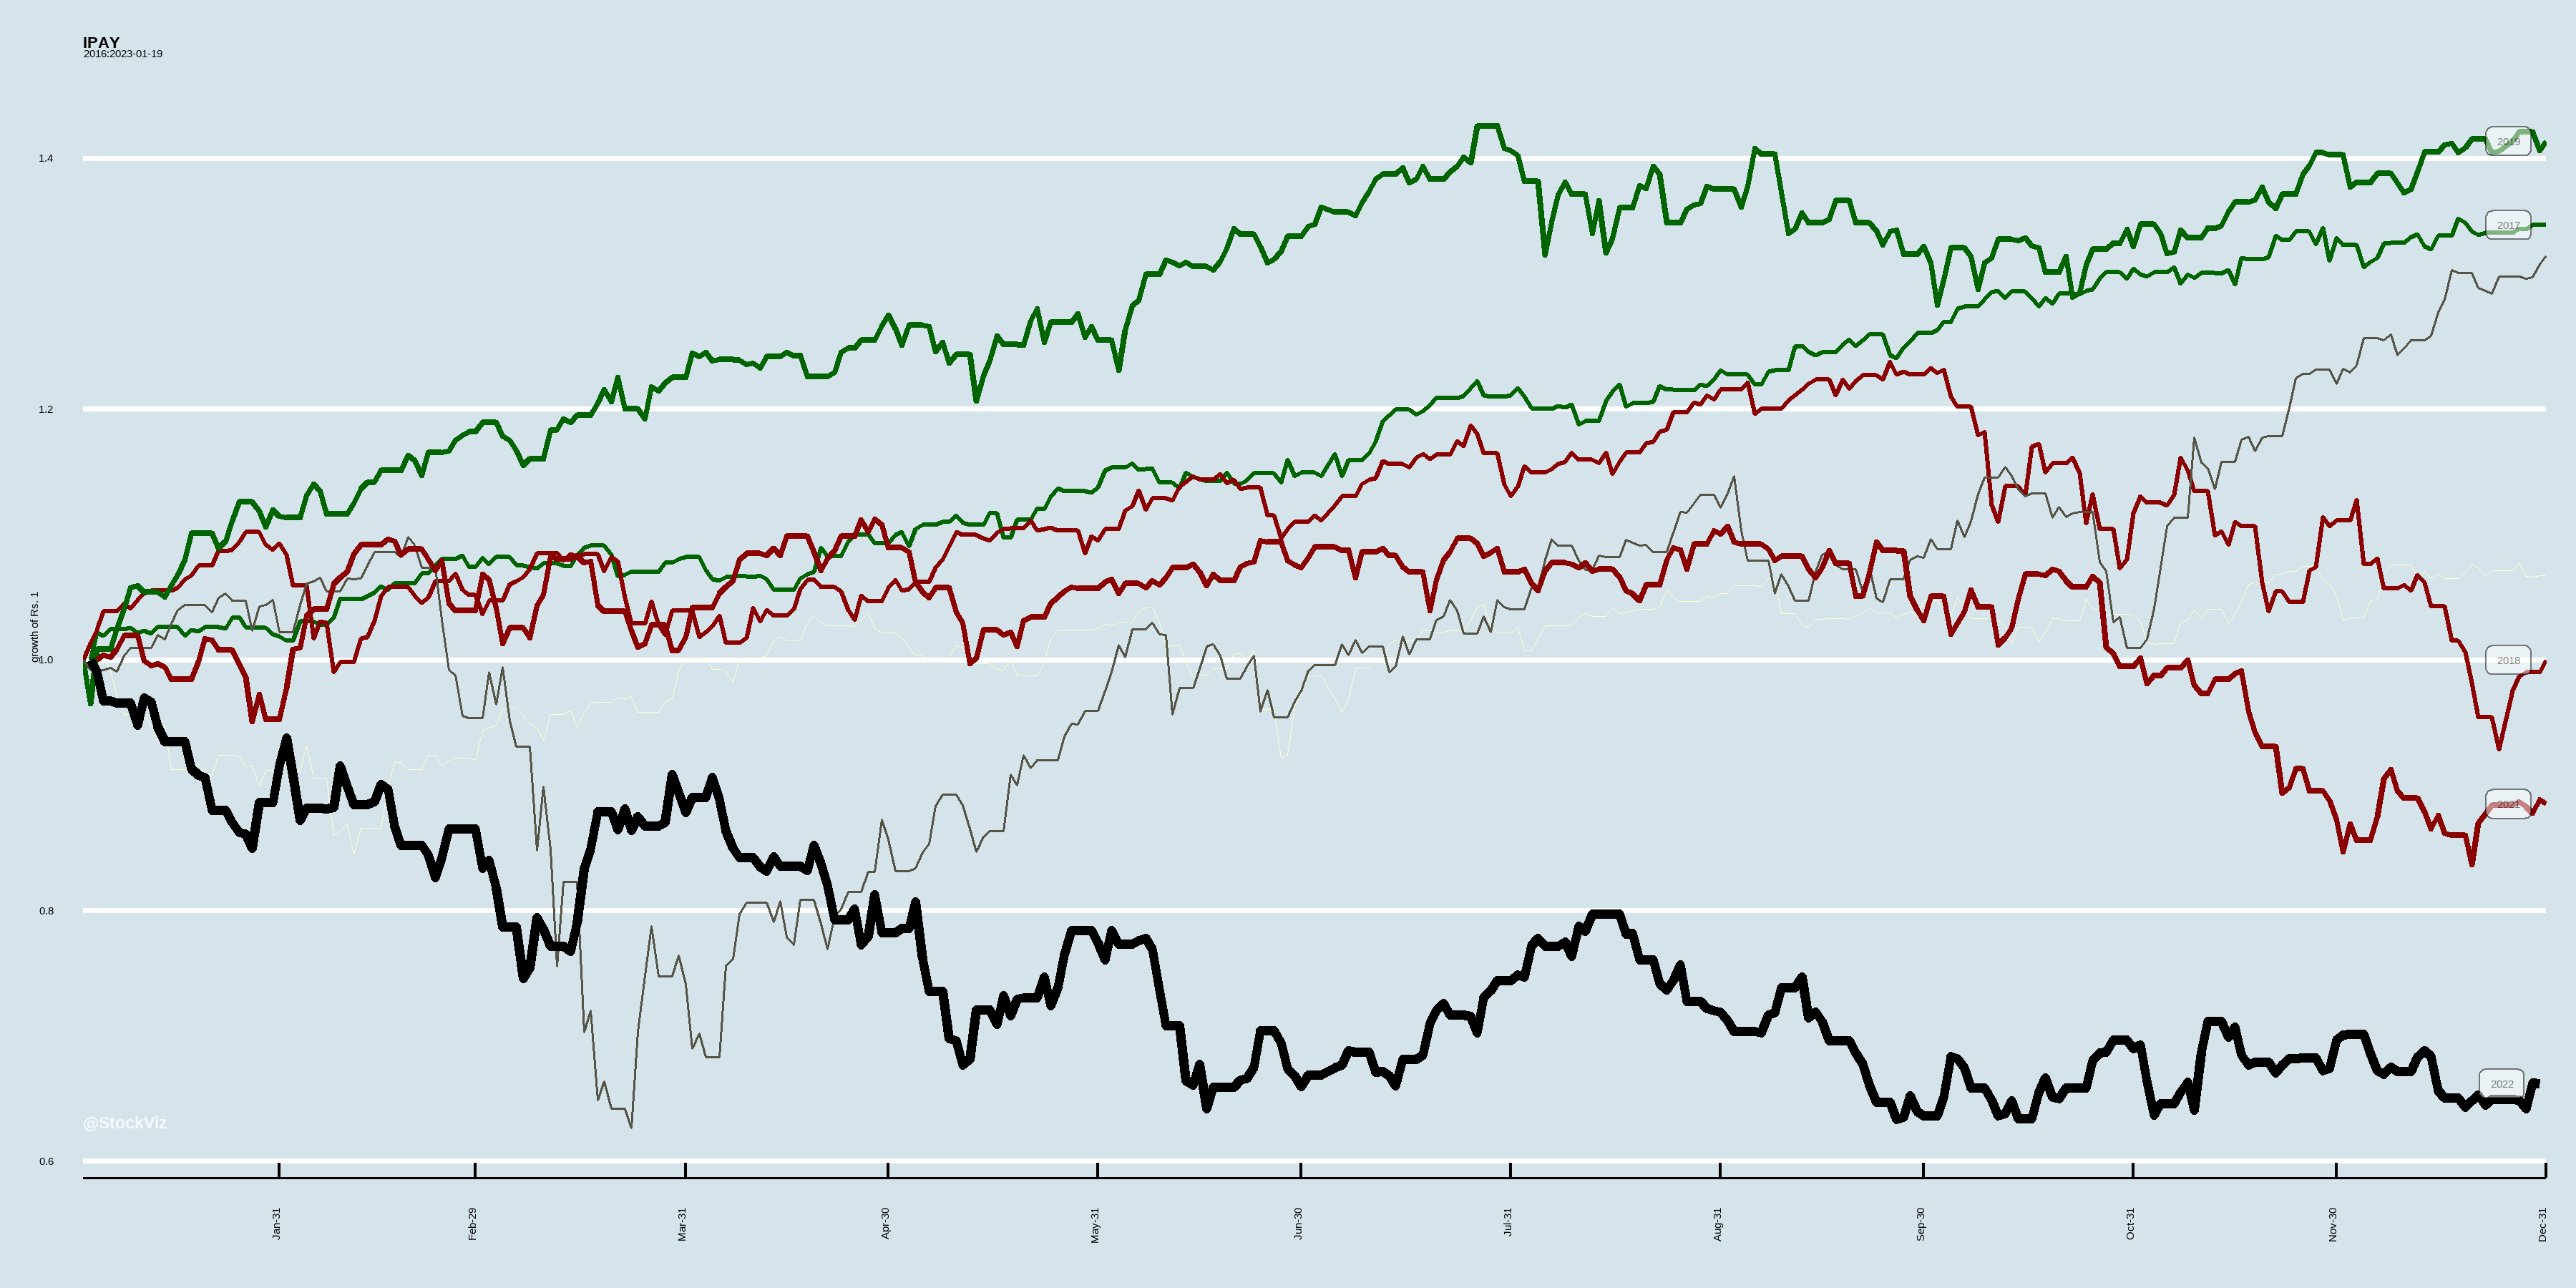 IPAY
2016:2023-01-19
growth of Rs. 1
1.4
1.2
1.0
0.8
0.6
2019
2017
2018
2021
2022
@StockViz
Jan-31
Feb-29
Mar-31
Apr-30
May-31
Jun-30
Jul-31
Aug-31
Sep-30
Oct-31
Nov-30
Dec-31